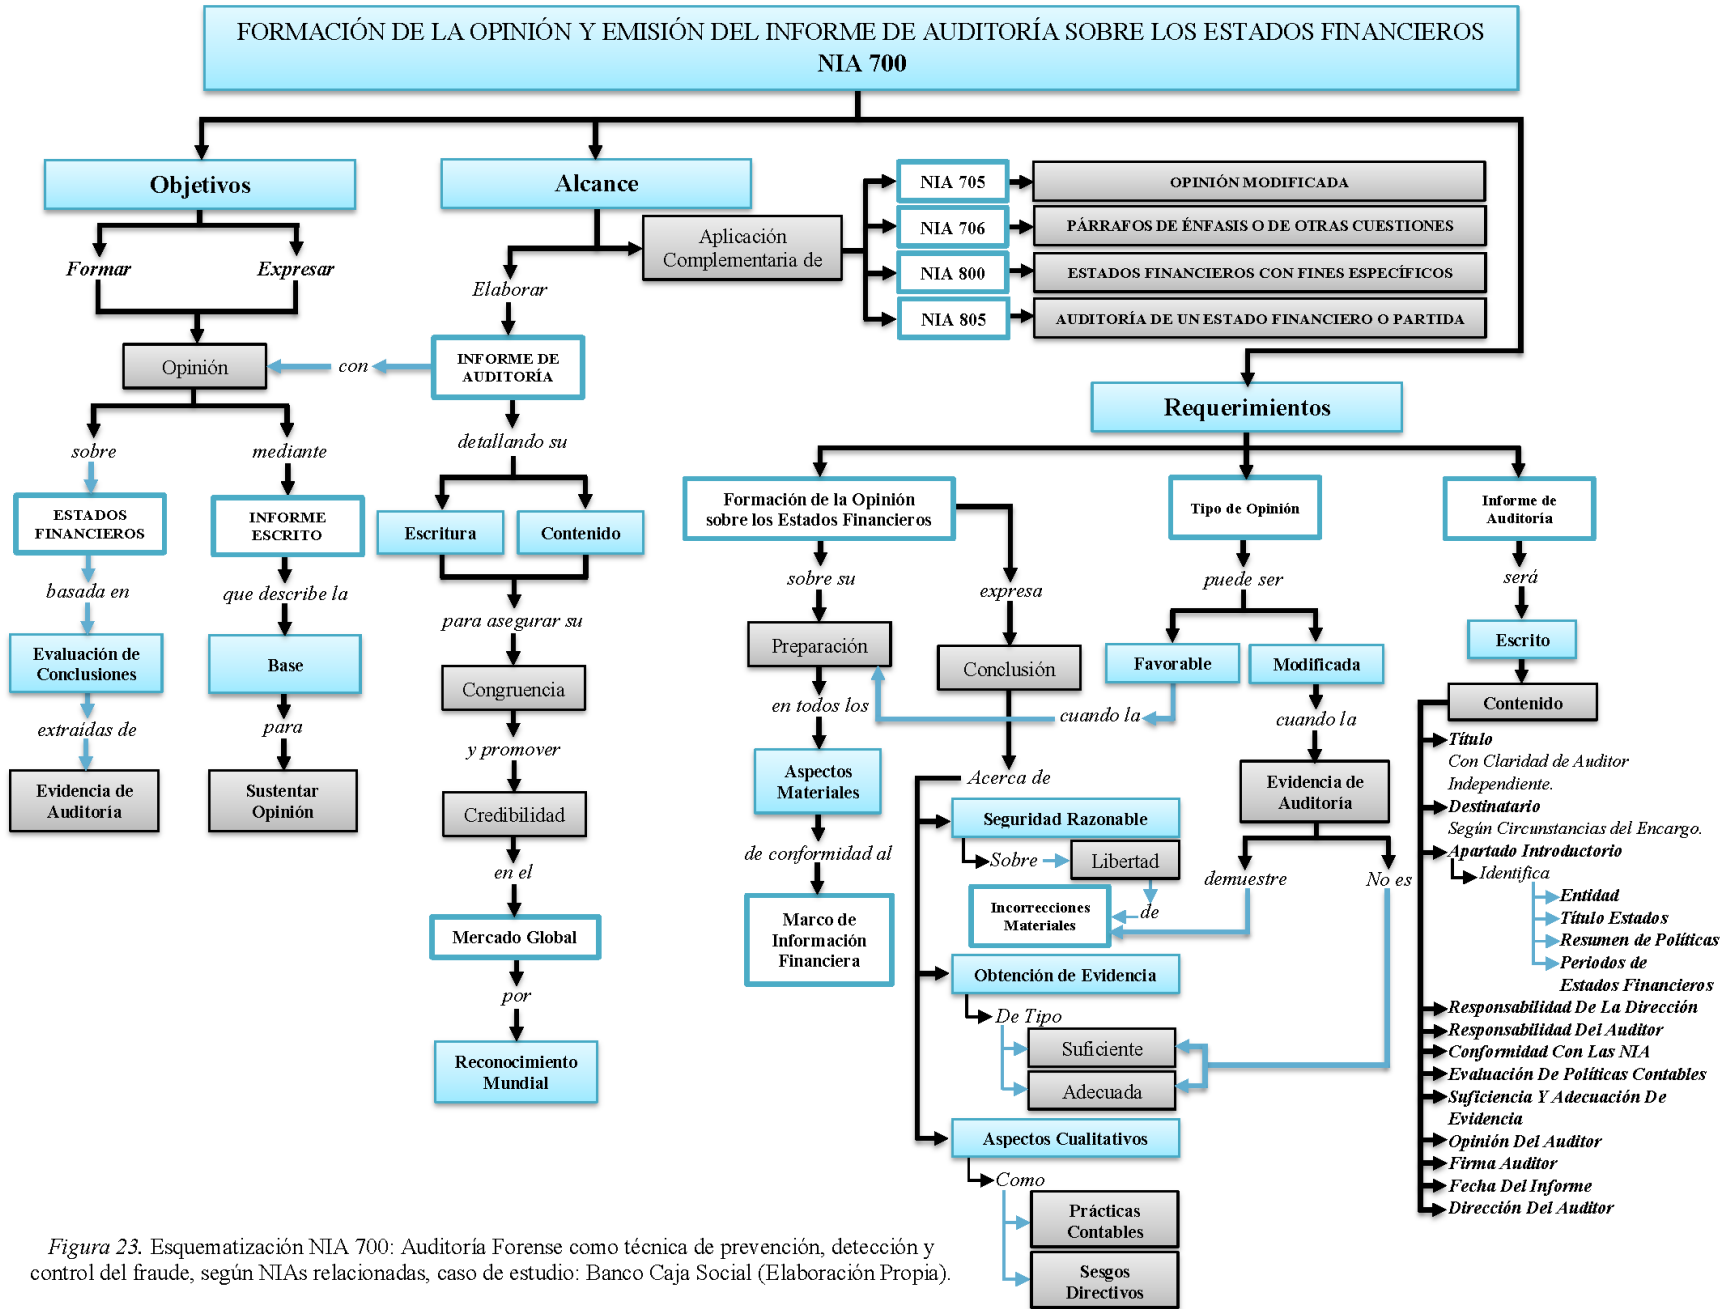 FORMACIÓN DE LA OPINIÓN Y EMISIÓN DEL INFORME DE AUDITORÍA SOBRE LOS ESTADOS FINANCIEROS
NIA 700
Objetivos
Formar
Expresar
Opinión
sobre
mediante
ESTADOS
FINANCIEROS
INFORME
ESCRITO
basada en
que describe la
Evaluación de
Conclusiones
Base
extraídas de
para
Evidencia de
Auditoría
Sustentar
Opinión
Alcance
Aplicación
Complementaria de
NIA 705
OPINIÓN MODIFICADA
NIA 706
PÁRRAFOS DE ÉNFASIS O DE OTRAS CUESTIONES
NIA 800
ESTADOS FINANCIEROS CON FINES ESPECÍFICOS
NIA 805
AUDITORÍA DE UN ESTADO FINANCIERO O PARTIDA
Elaborar
INFORME DE
AUDITORÍA
con
detallando su
Escritura
Contenido
para asegurar su
Congruencia
y promover
Credibilidad
en el
Mercado Global
por
Reconocimiento
Mundial
Requerimientos
Formación de la Opinión
sobre los Estados Financieros
sobre su
Preparación
en todos los
Aspectos
Materiales
de conformidad al
Marco de
Información
Financiera
expresa
Conclusión
Acerca de
Seguridad Razonable
Sobre
Libertad
de
Incorrecciones
Materiales
Obtención de Evidencia
De Tipo
Suficiente
Adecuada
Aspectos Cualitativos
Como
Prácticas
Contables
Sesgos
Directivos
Tipo de Opinión
puede ser
Favorable
Modificada
cuando la
cuando la
Evidencia de
Auditoría
demuestre
No es
Informe de
Auditoría
será
Escrito
Contenido
Título
Con Claridad de Auditor
Independiente.
Destinatario
Según Circunstancias del Encargo.
Apartado Introductorio
Identifica
Entidad
Título Estados
Resumen de Políticas
Periodos de
Estados Financieros
Responsabilidad De La Dirección
Responsabilidad Del Auditor
Conformidad Con Las NIA
Evaluación De Políticas Contables
Suficiencia Y Adecuación De
Evidencia
Opinión Del Auditor
Firma Auditor
Fecha Del Informe
Dirección Del Auditor
Figura 23. Esquematización NIA 700: Auditoría Forense como técnica de prevención, detección y
control del fraude, según NIAs relacionadas, caso de estudio: Banco Caja Social (Elaboración Propia).